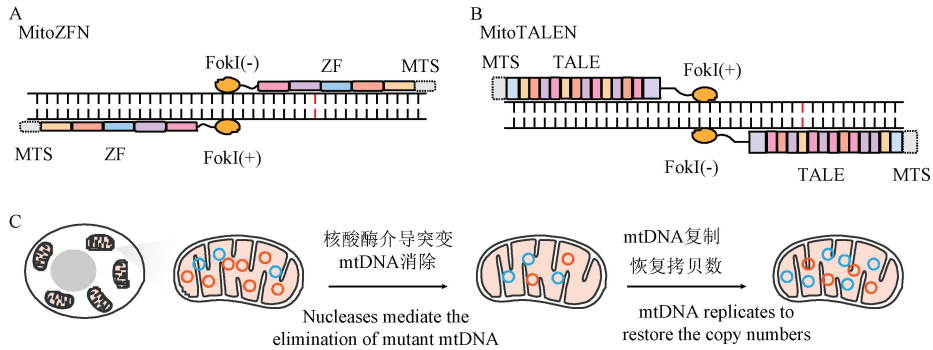 A
MitoZFN
FokI(-)
ZF
MTS
MTS
ZF
FokI(+)
B
MitoTALEN
MTS
TALE
FokI(+)
FokI(-)
TALE
MTS
C
核酸酶介导突变
mtDNA消除
Nucleases mediate the
elimination of mutant mtDNA
mtDNA复制
恢复拷贝数
mtDNA replicates to
restore the copy numbers